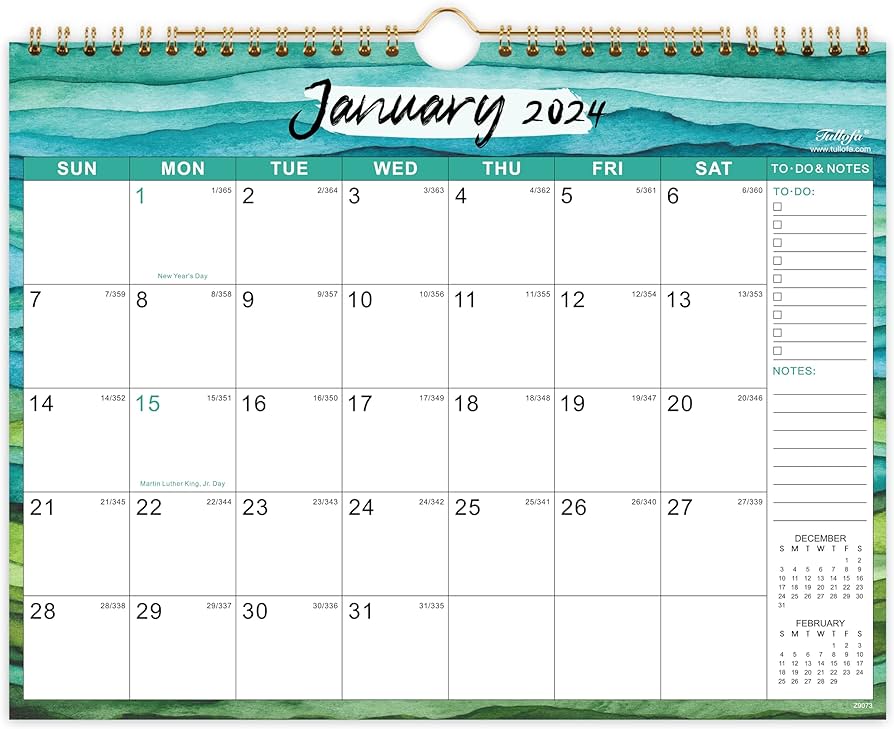 January 2024
Tullofa®
www.tullofa.com
SUN MON TUE WED THU FRI SAT TO·DO & NOTES
1 1/365 2 2/364 3 3/363 4 4/362 5 5/361 6 6/360
New Year's Day
7 7/359 8 8/358 9 9/357 10 10/356 11 11/355 12 12/354 13 13/353
14 14/352 15 15/351 16 16/350 17 17/349 18 18/348 19 19/347 20 20/346
Martin Luther King, Jr. Day
21 21/345 22 22/344 23 23/343 24 24/342 25 25/341 26 26/340 27 27/339
28 28/338 29 29/337 30 30/336 31 31/335
TO·DO:
NOTES:
DECEMBER
S M T W T F S
1 2
3 4 5 6 7 8 9
10 11 12 13 14 15 16
17 18 19 20 21 22 23
24 25 26 27 28 29 30
31
FEBRUARY
S M T W T F S
1 2 3
4 5 6 7 8 9 10
11 12 13 14 15 16 17
18 19 20 21 22 23 24
25 26 27 28 29
Z9073